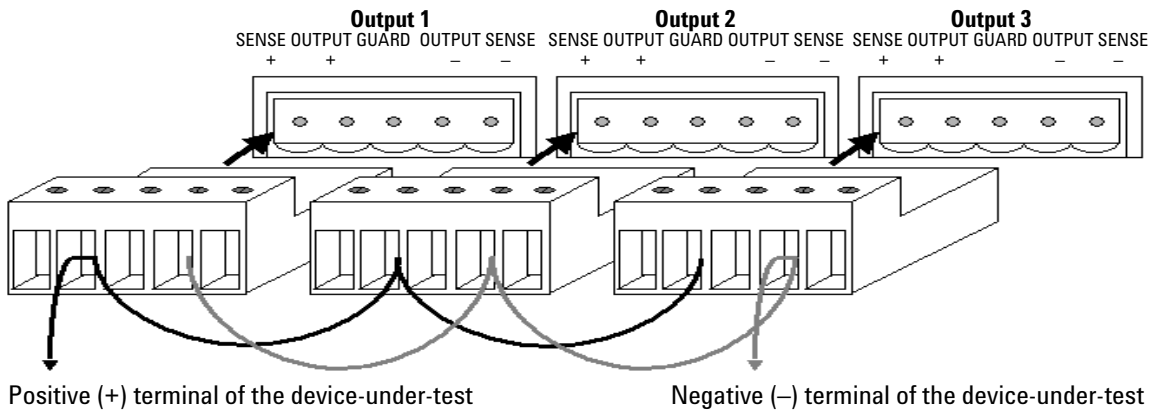 Output 1 Output 2 Output 3
SENSE OUTPUT GUARD OUTPUT SENSE SENSE OUTPUT GUARD OUTPUT SENSE SENSE OUTPUT GUARD OUTPUT SENSE
+ + – – + + – – + + – –
Positive (+) terminal of the device-under-test Negative (–) terminal of the device-under-test